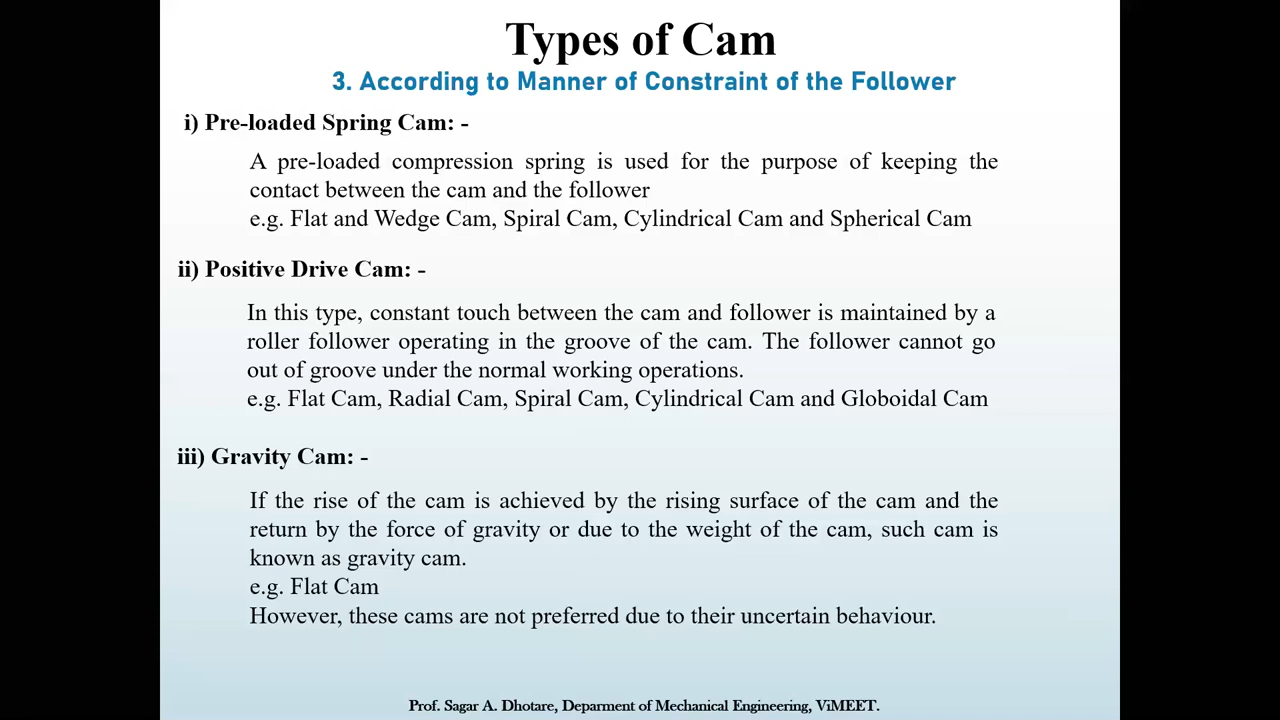 Types of Cam
3. According to Manner of Constraint of the Follower
i) Pre-loaded Spring Cam: -
A pre-loaded compression spring is used for the purpose of keeping the
contact between the cam and the follower
e.g. Flat and Wedge Cam, Spiral Cam, Cylindrical Cam and Spherical Cam
ii) Positive Drive Cam: -
In this type, constant touch between the cam and follower is maintained by a
roller follower operating in the groove of the cam. The follower cannot go
out of groove under the normal working operations.
e.g. Flat Cam, Radial Cam, Spiral Cam, Cylindrical Cam and Globoidal Cam
iii) Gravity Cam: -
If the rise of the cam is achieved by the rising surface of the cam and the
return by the force of gravity or due to the weight of the cam, such cam is
known as gravity cam.
e.g. Flat Cam
However, these cams are not preferred due to their uncertain behaviour.
Prof. Sagar A. Dhotare, Deparment of Mechanical Engineering, ViMEET.